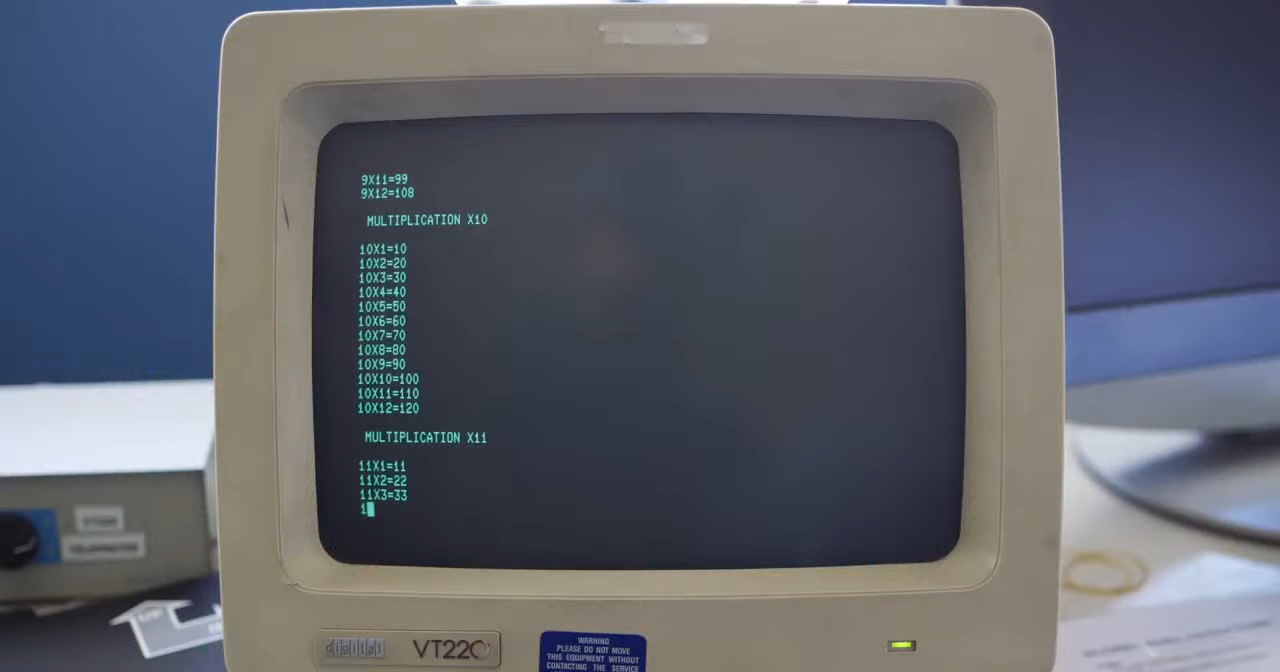 9X11=99
9X12=108
MULTIPLICATION X10
10X1=10
10X2=20
10X3=30
10X4=40
10X5=50
10X6=60
10X7=70
10X8=80
10X9=90
10X10=100
10X11=110
10X12=120
MULTIPLICATION X11
11X1=11
11X2=22
11X3=33
1
digital VT220
WARNING
PLEASE DO NOT MOVE
THIS EQUIPMENT WITHOUT
CONTACTING THE SERVICE